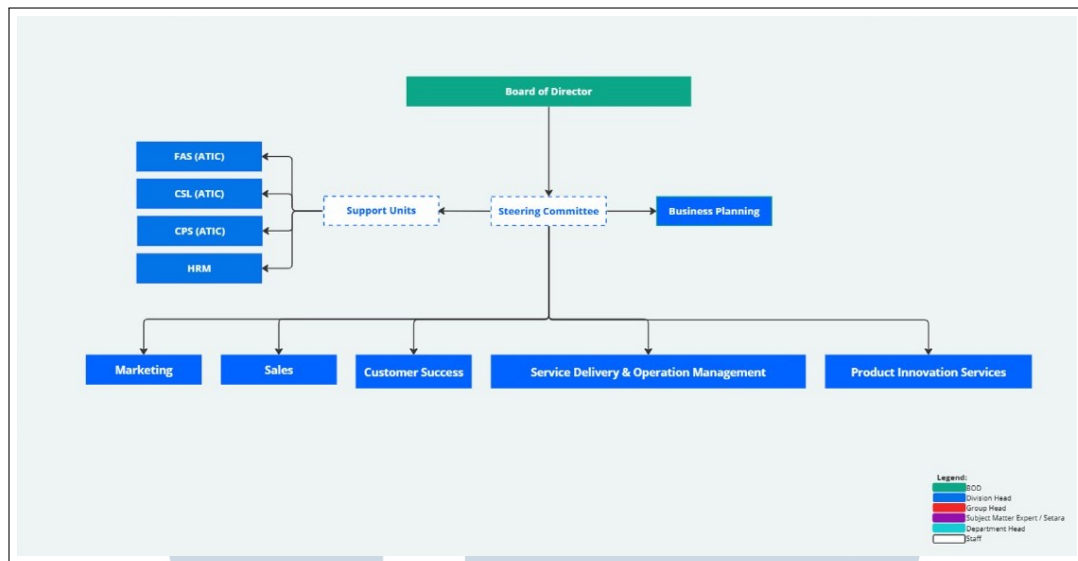 Board of Director
FAS (ATIC)
CSL (ATIC)
CPS (ATIC)
HRM
Support Units
Steering Committee
Business Planning
Marketing
Sales
Customer Success
Service Delivery & Operation Management
Product Innovation Services
Legend:
BOD
Division Head
Group Head
Subject Matter Expert / Setara
Department Head
Staff